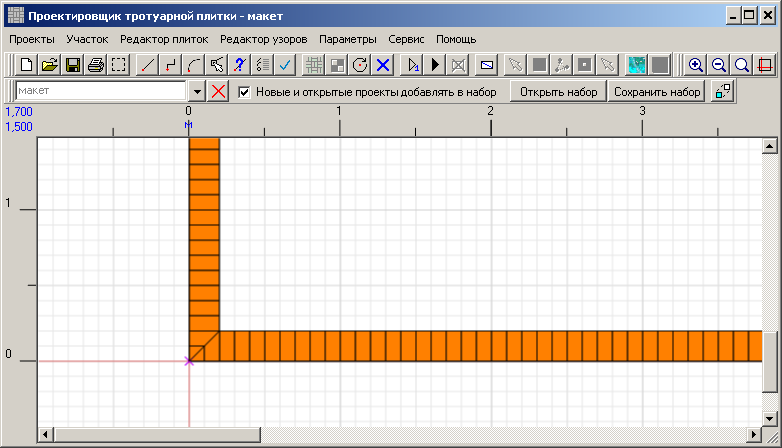 Проектировщик тротуарной плитки - макет
Проекты Участок Редактор плиток Редактор узоров Параметры Сервис Помощь
макет Новые и открытые проекты добавлять в набор Открыть набор Сохранить набор
1,700
1,500
0 1 2 3
м
1
0